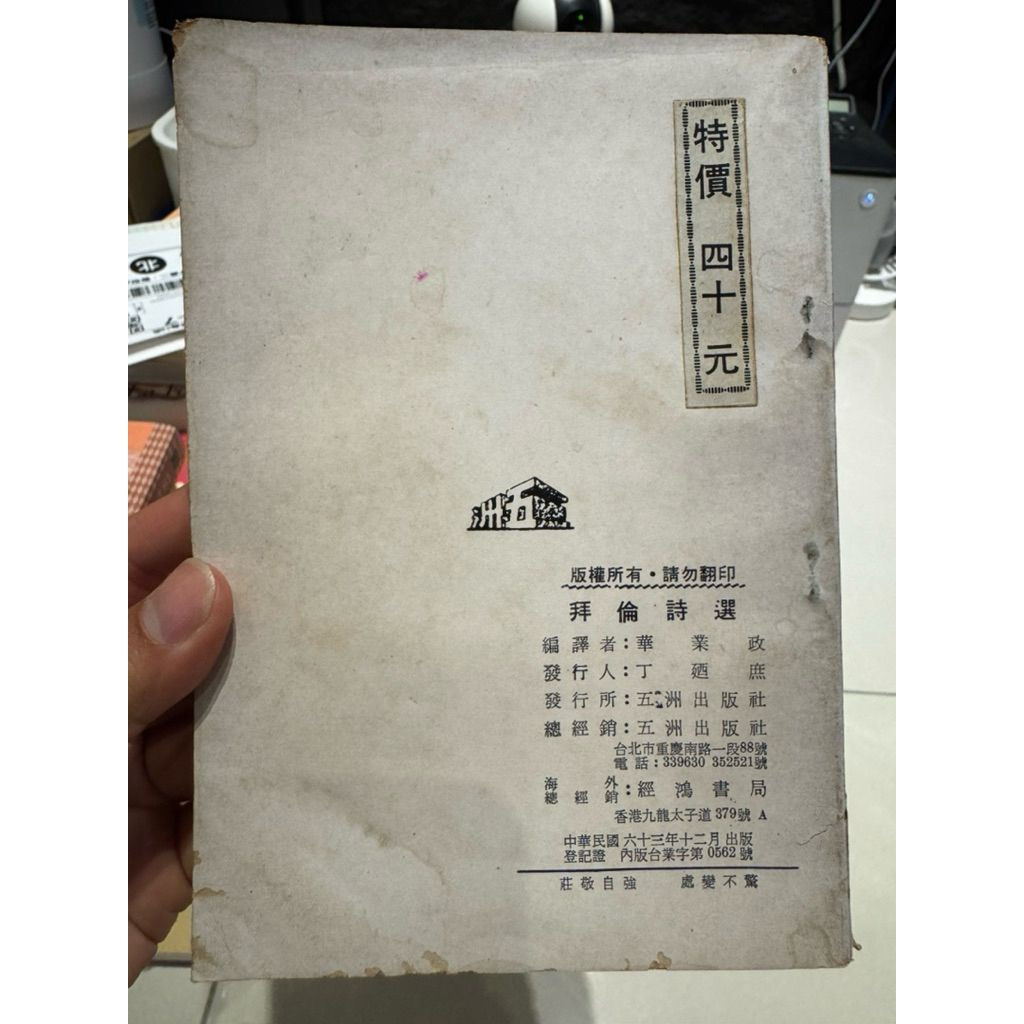 特價 四十元
五洲
版權所有・請勿翻印
拜倫詩選
編譯者：華業政
發行人：丁廼庶
發行所：五洲出版社
總經銷：五洲出版社
台北市重慶南路一段88號
電話：339630 352521號
海外總經銷：經鴻書局
香港九龍太子道379號 A
中華民國六十三年十二月出版
登記證 內版台業字第0562號
莊敬自強 處變不驚
北